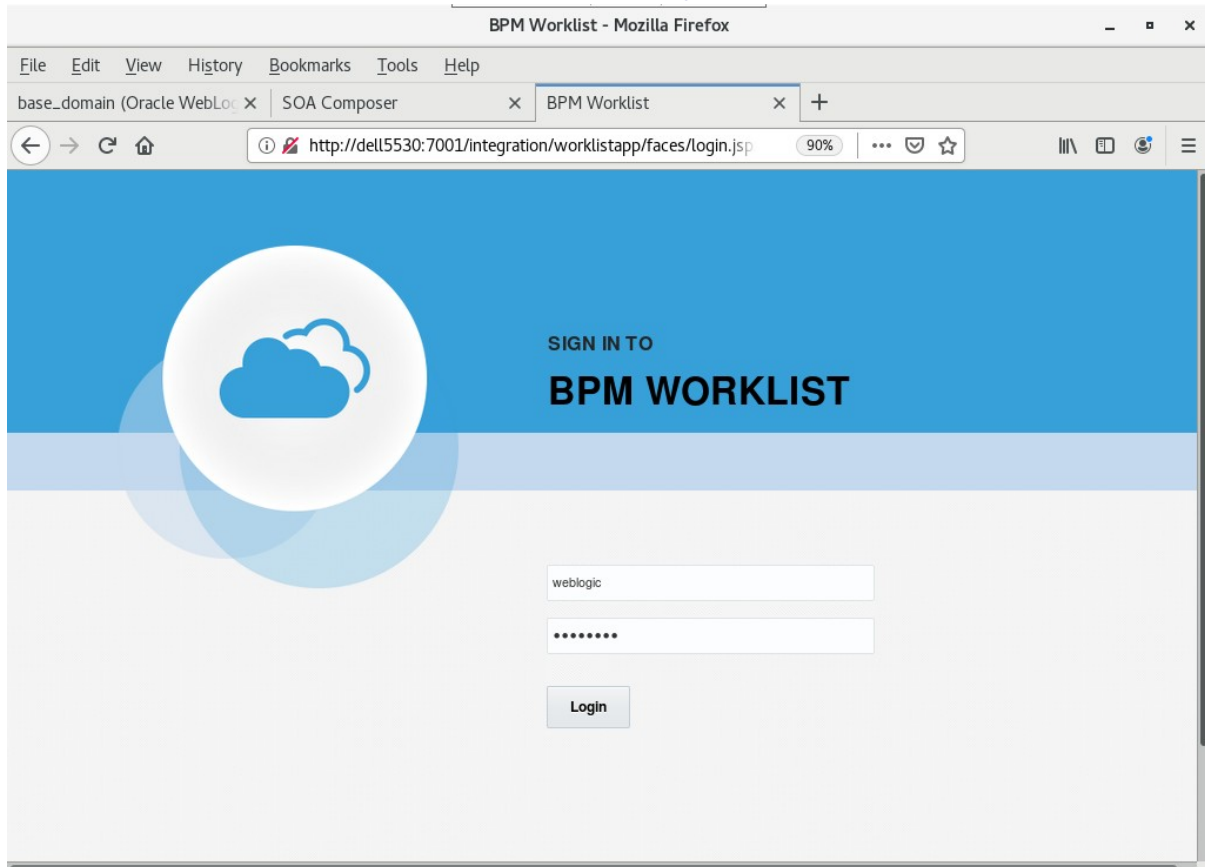 BPM Worklist - Mozilla Firefox
File Edit View History Bookmarks Tools Help
base_domain (Oracle WebLog SOA Composer BPM Worklist
http://dell5530:7001/integration/worklistapp/faces/login.jsp 90%
SIGN IN TO
BPM WORKLIST
weblogic
••••••••
Login